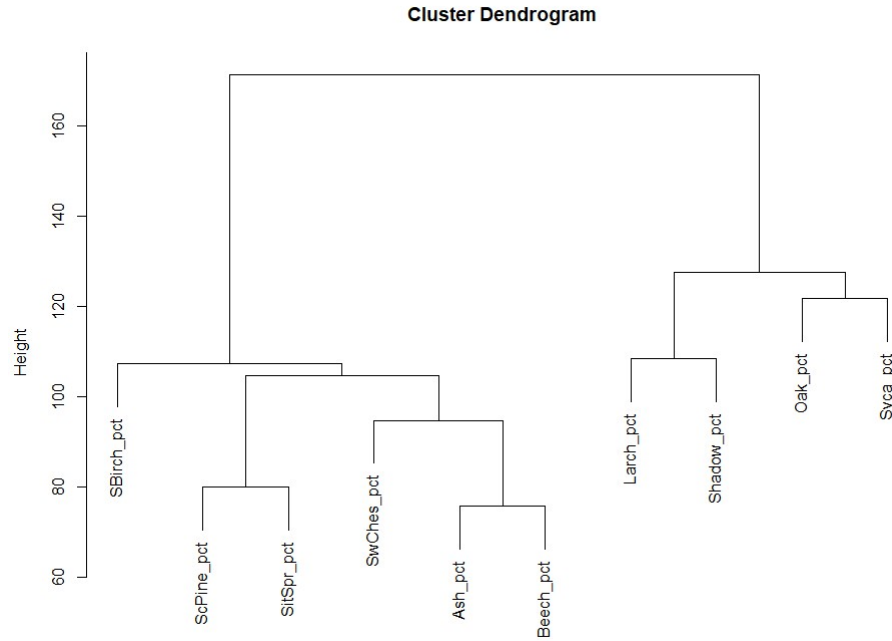 Cluster Dendrogram
Height
160
140
120
100
80
60
SBirch_pct
ScPine_pct
SitSpr_pct
SwChes_pct
Ash_pct
Beech_pct
Larch_pct
Shadow_pct
Oak_pct
Syca_pct